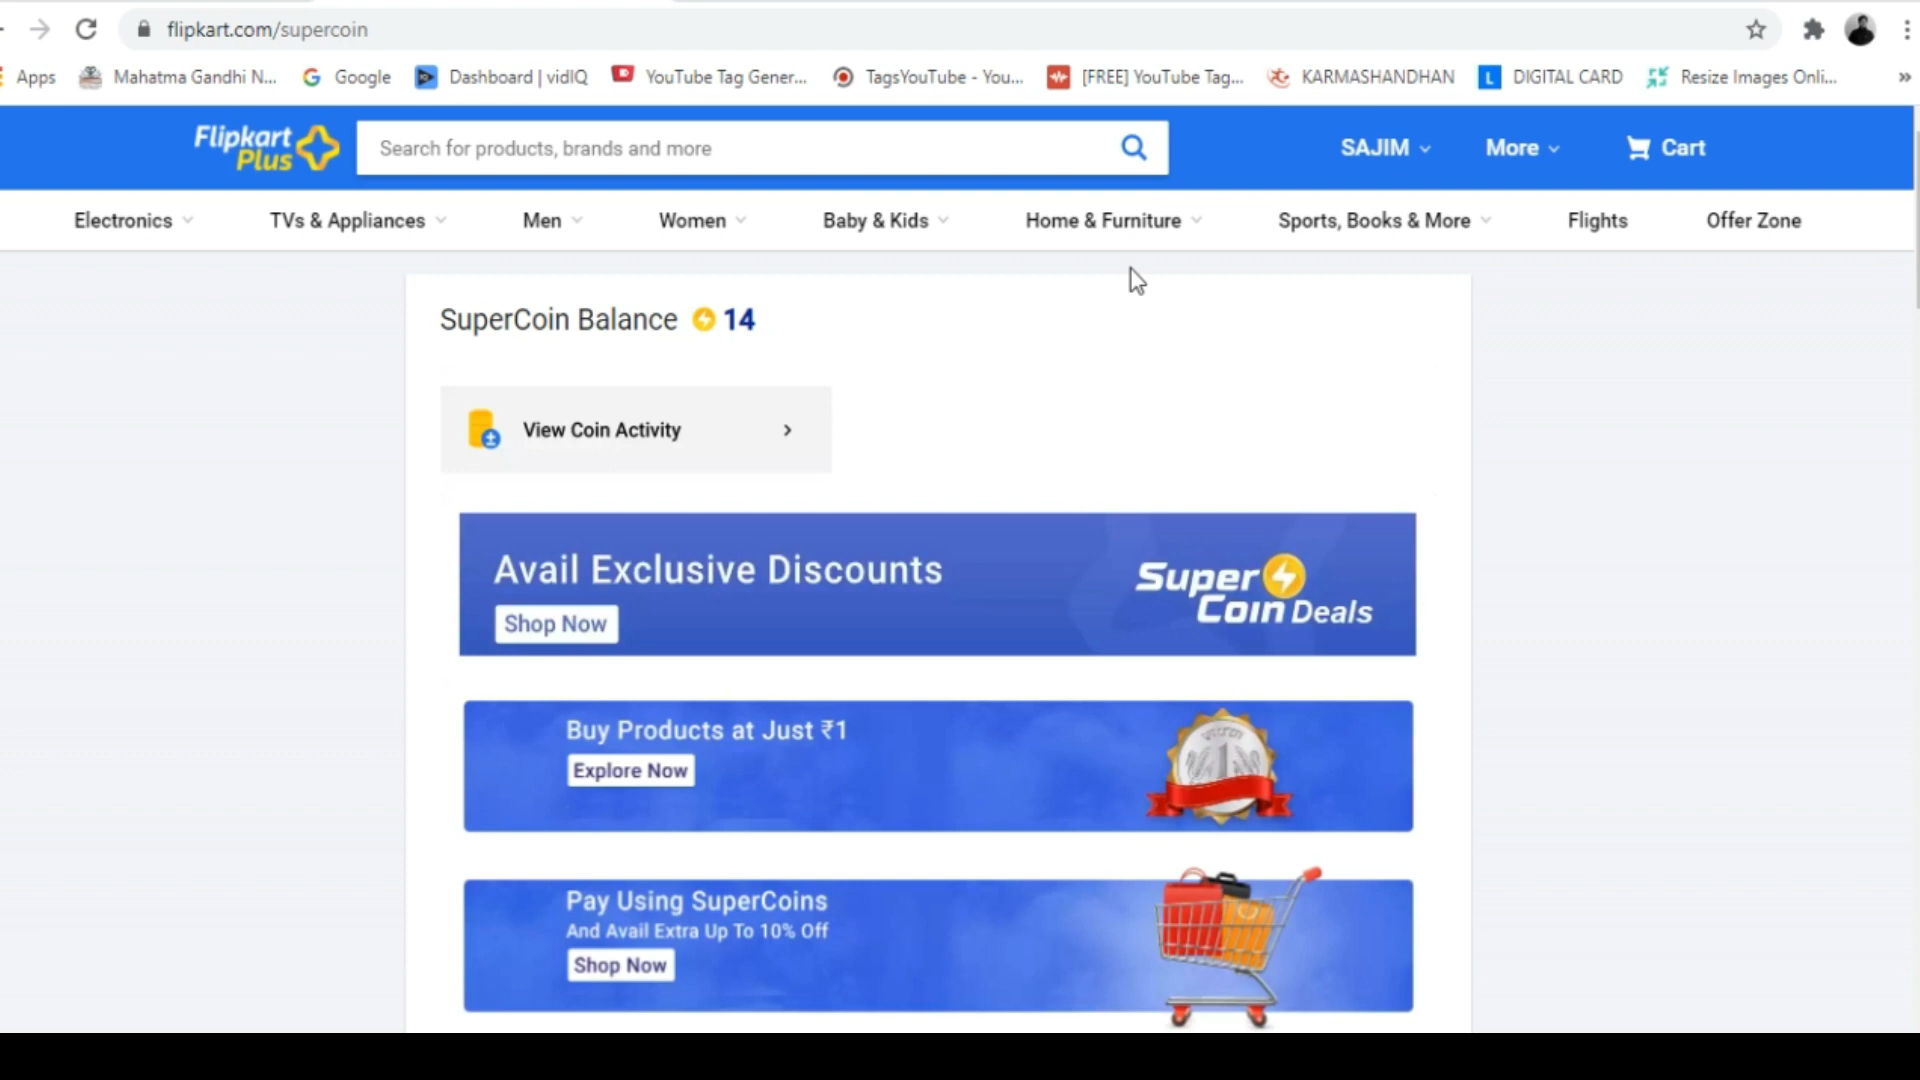 flipkart.com/supercoin
Apps Mahatma Gandhi N... Google Dashboard | vidIQ YouTube Tag Gener... TagsYouTube - You... [FREE] YouTube Tag... KARMASHANDHAN L DIGITAL CARD Resize Images Onli... »
Flipkart
Plus
Search for products, brands and more
SAJIM More Cart
Electronics TVs & Appliances Men Women Baby & Kids Home & Furniture Sports, Books & More Flights Offer Zone
SuperCoin Balance 14
View Coin Activity
Avail Exclusive Discounts
Shop Now
Super
Coin Deals
Buy Products at Just ₹1
Explore Now
1
Pay Using SuperCoins
And Avail Extra Up To 10% Off
Shop Now